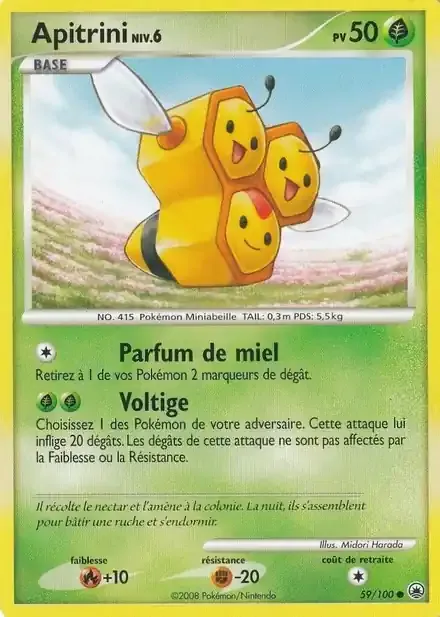 Apitrini NIV.6 PV 50
BASE
NO. 415 Pokémon Miniabeille TAIL: 0,3m PDS: 5,5kg
Parfum de miel
Retirez à 1 de vos Pokémon 2 marqueurs de dégât.
Voltige
Choisissez 1 des Pokémon de votre adversaire. Cette attaque lui
inflige 20 dégâts. Les dégâts de cette attaque ne sont pas affectés par
la Faiblesse ou la Résistance.
Il récolte le nectar et l'amène à la colonie. La nuit, ils s'assemblent
pour bâtir une ruche et s'endormir.
Illus. Midori Harada
faiblesse résistance coût de retraite
+10 -20
©2008 Pokémon/Nintendo 59/100